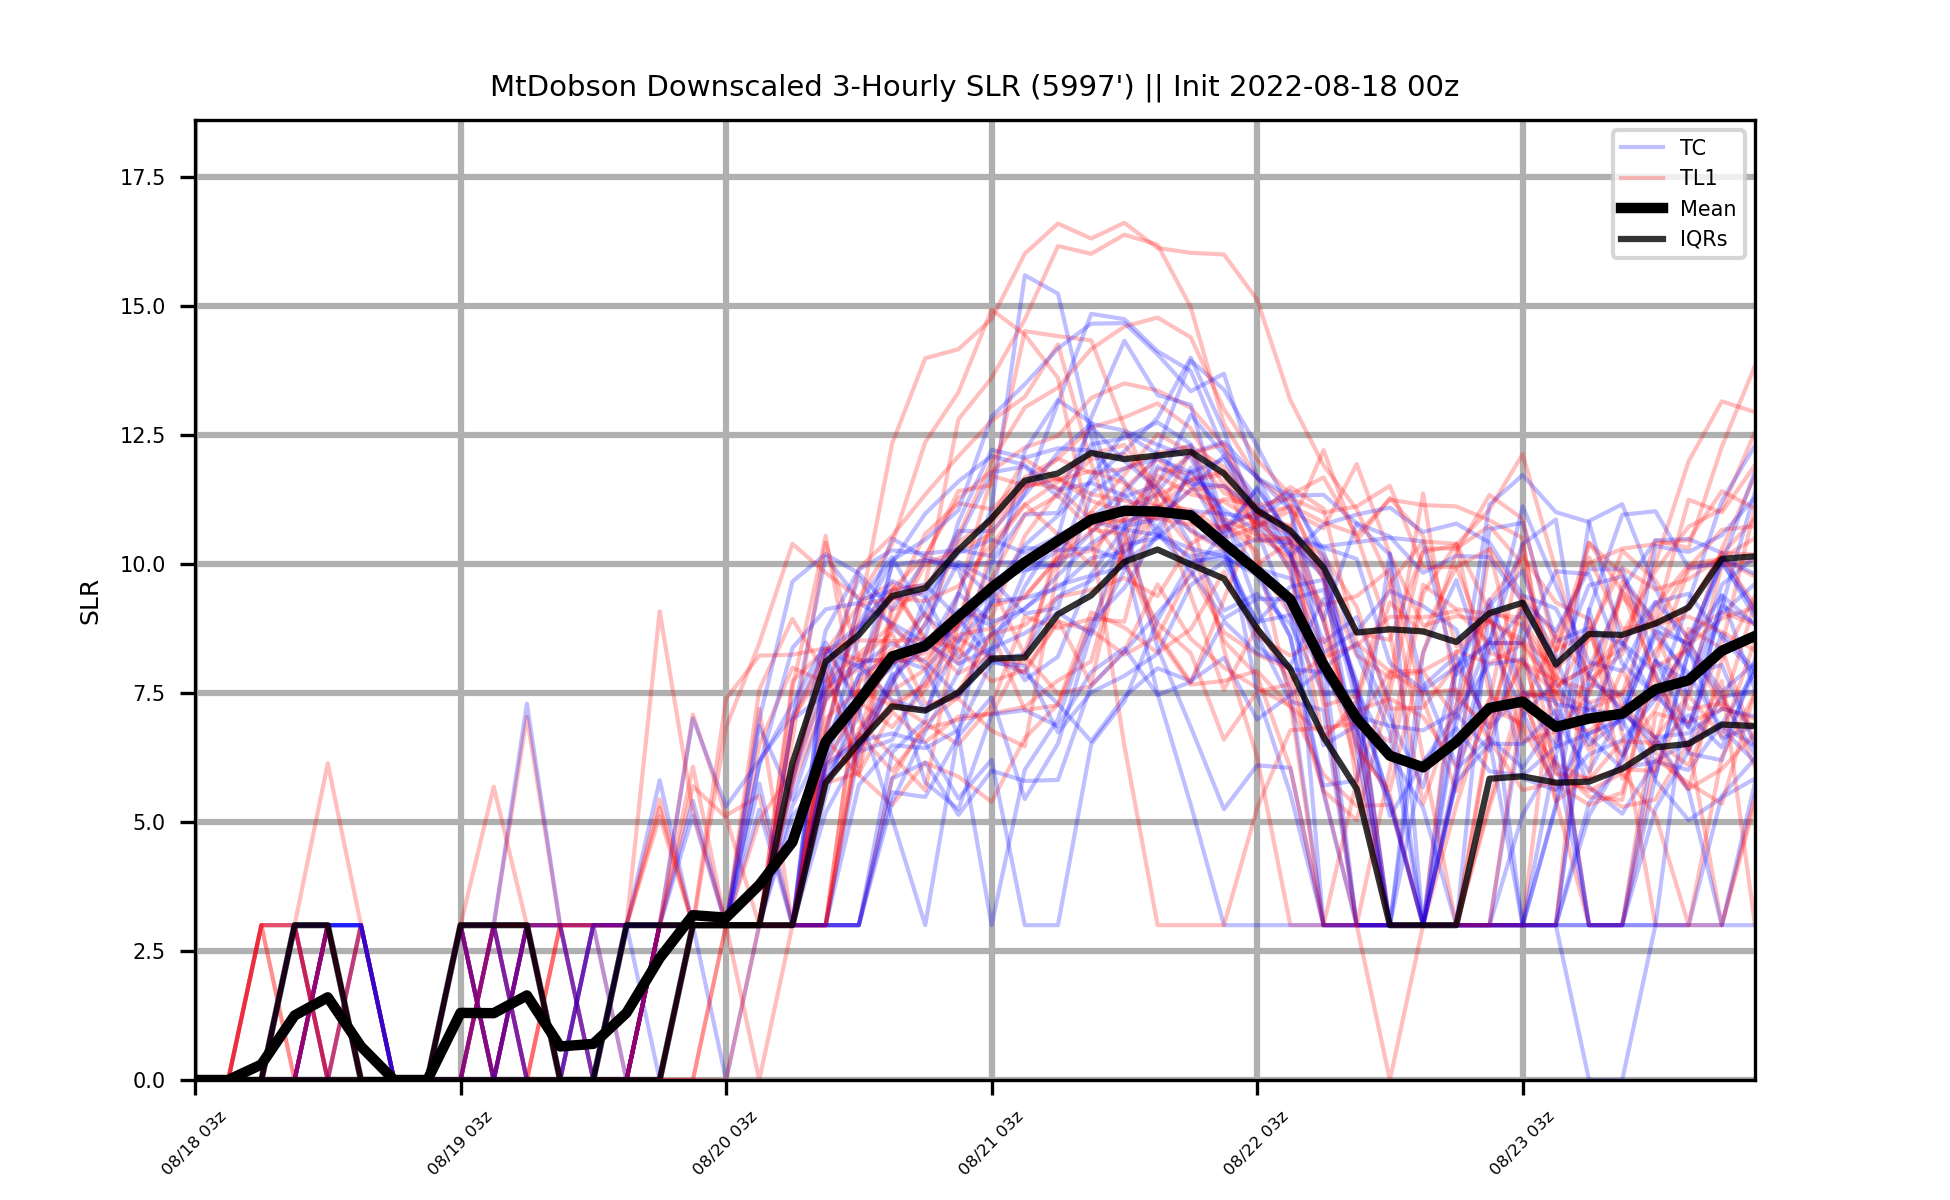 MtDobson Downscaled 3-Hourly SLR (5997') || Init 2022-08-18 00z
TC
TL1
Mean
IQRs
17.5
15.0
12.5
10.0
7.5
5.0
2.5
0.0
SLR
08/18 03z
08/19 03z
08/20 03z
08/21 03z
08/22 03z
08/23 03z